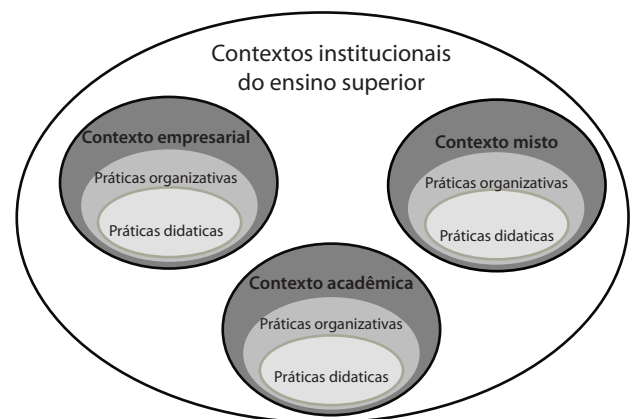 Contextos institucionais
do ensino superior
Contexto empresarial
Práticas organizativas
Práticas didaticas
Contexto misto
Práticas organizativas
Práticas didaticas
Contexto acadêmica
Práticas organizativas
Práticas didaticas